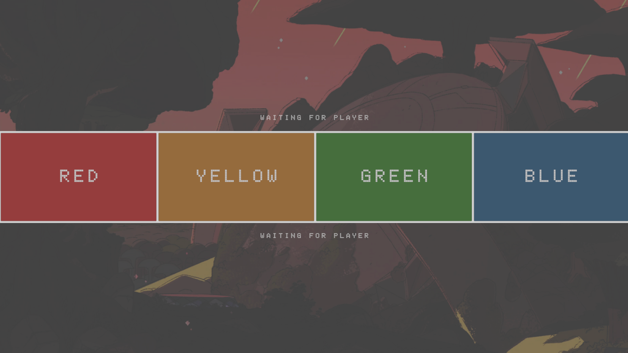 WAITING FOR PLAYER
RED YELLOW GREEN BLUE
WAITING FOR PLAYER